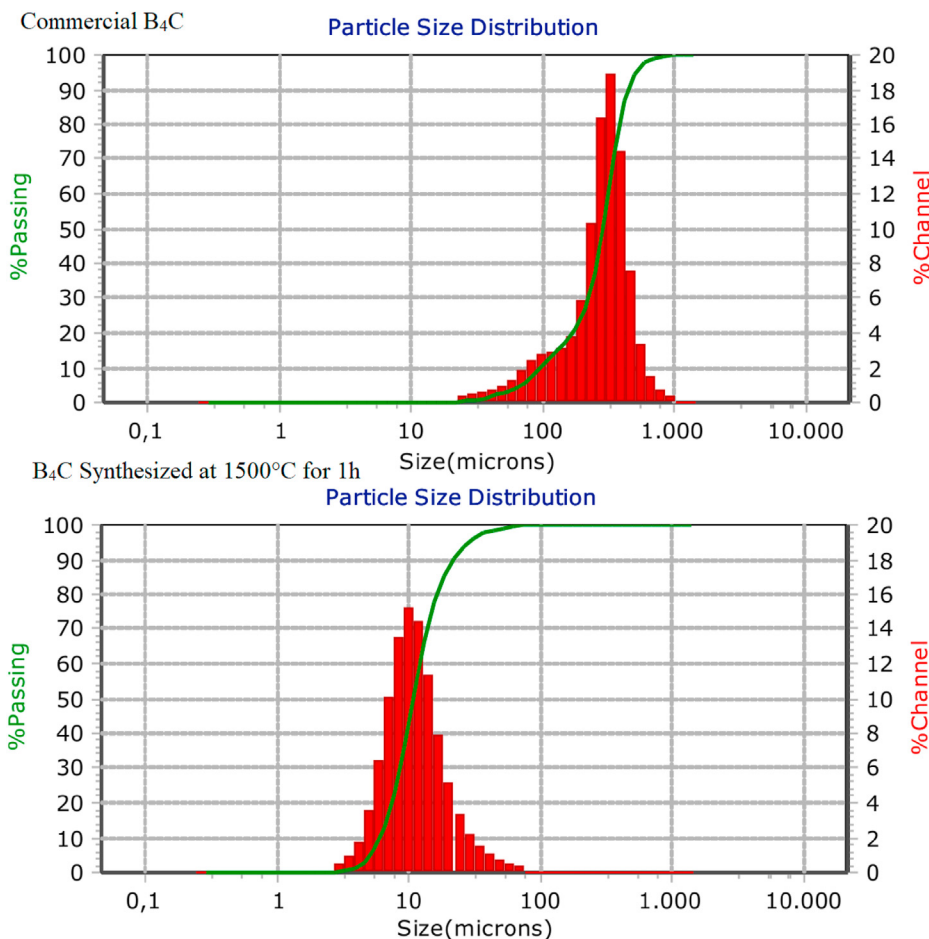 Commercial B₄C
Particle Size Distribution
100 20
90 18
80 16
70 14
60 12
50 10
40 8
30 6
20 4
10 2
0 0
%Passing
%Channel
0,1 1 10 100 1.000 10.000
Size(microns)
B₄C Synthesized at 1500°C for 1h
Particle Size Distribution
100 20
90 18
80 16
70 14
60 12
50 10
40 8
30 6
20 4
10 2
0 0
%Passing
%Channel
0,1 1 10 100 1.000 10.000
Size(microns)